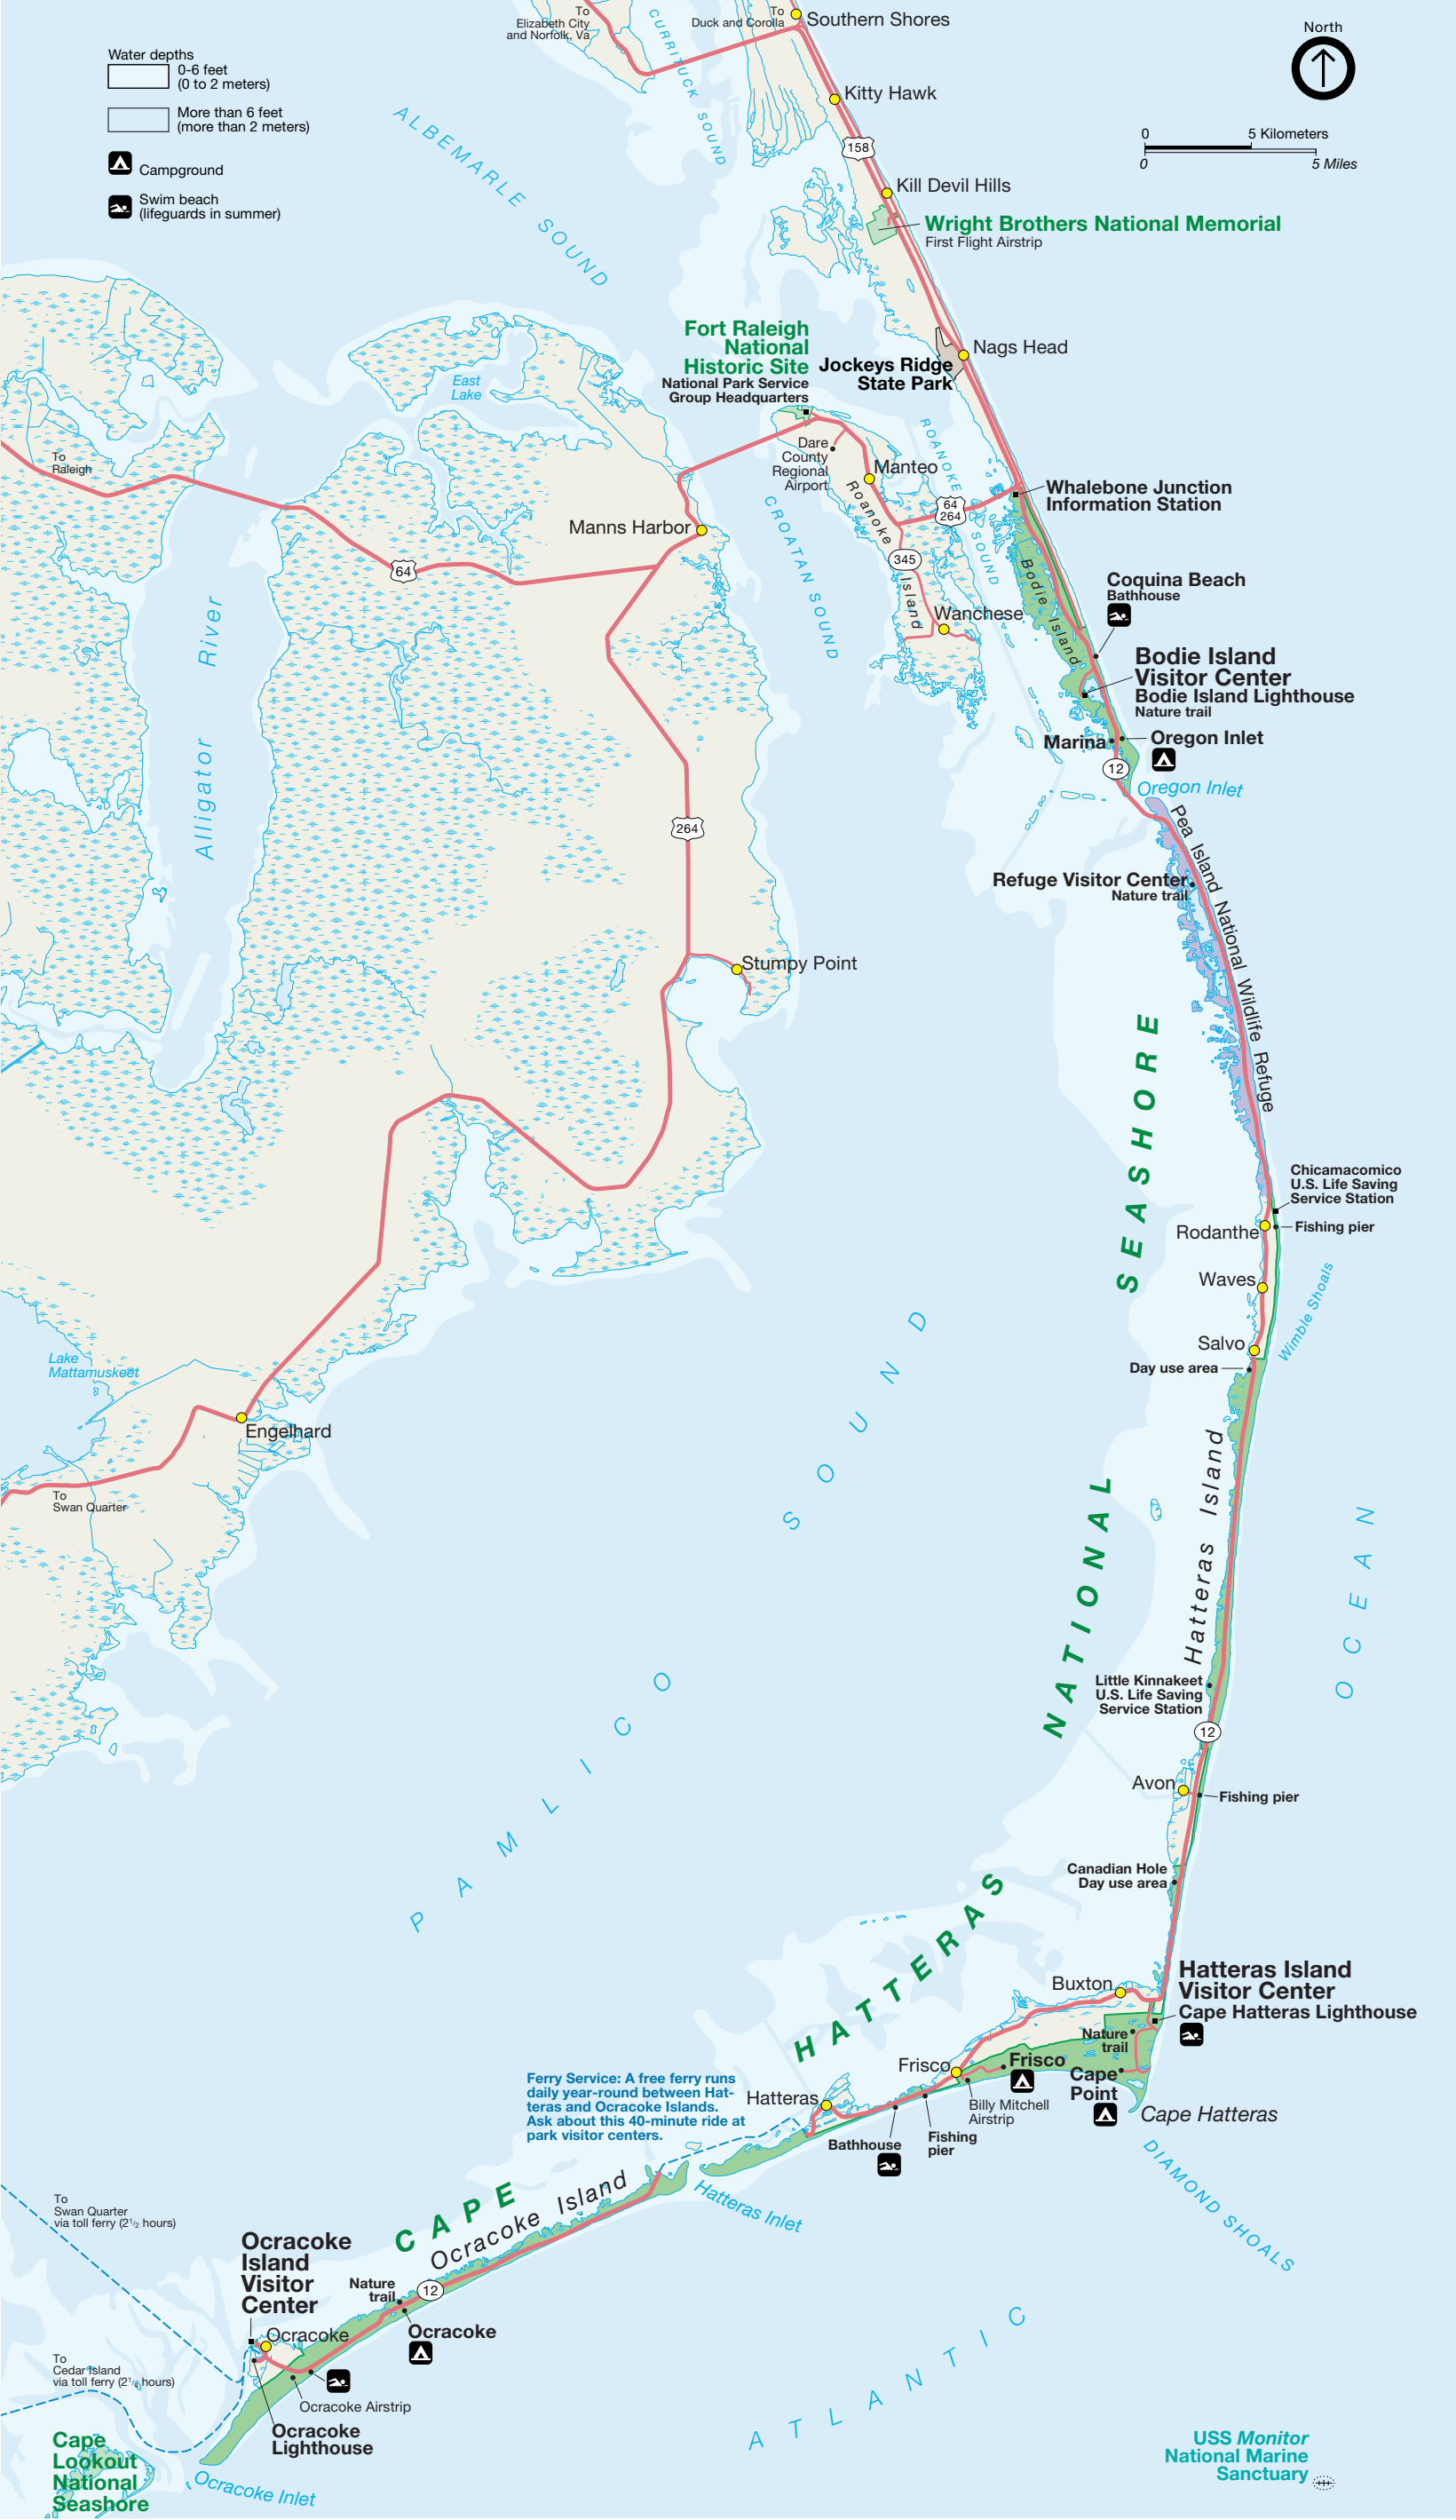 To
Elizabeth City
and Norfolk, Va
To
Duck and Corolla
Southern Shores
North
Water depths
0-6 feet
(0 to 2 meters)
More than 6 feet
(more than 2 meters)
Campground
Swim beach
(lifeguards in summer)
CURRITUCK SOUND
ALBEMARLE SOUND
Kitty Hawk
0
5 Kilometers
0
5 Miles
158
Kill Devil Hills
Wright Brothers National Memorial
First Flight Airstrip
Fort Raleigh
National
Historic Site
National Park Service
Group Headquarters
Jockeys Ridge
State Park
Nags Head
East
Lake
To
Raleigh
Dare
County
Regional
Airport
Manteo
ROANOKE SOUND
Roanoke Island
CROATAN SOUND
64
264
Whalebone Junction
Information Station
Manns Harbor
64
345
Bodie Island
Wanchese
Coquina Beach
Bathhouse
Bodie Island
Visitor Center
Bodie Island Lighthouse
Nature trail
Alligator River
Marina
Oregon Inlet
12
Oregon Inlet
264
Pea Island National Wildlife Refuge
Refuge Visitor Center
Nature trail
Stumpy Point
Chicamacomico
U.S. Life Saving
Service Station
Rodanthe
Fishing pier
Waves
Wimble Shoals
Salvo
Day use area
Lake
Mattamuskeet
Engelhard
To
Swan Quarter
Hatteras Island
PAMLICO SOUND
CAPE HATTERAS NATIONAL SEASHORE
ATLANTIC OCEAN
Little Kinnakeet
U.S. Life Saving
Service Station
12
Avon
Fishing pier
Canadian Hole
Day use area
Hatteras Island
Visitor Center
Cape Hatteras Lighthouse
Buxton
Nature
trail
Frisco
Frisco
Cape
Point
Billy Mitchell
Airstrip
Cape Hatteras
Hatteras
Fishing
pier
Bathhouse
Ferry Service: A free ferry runs
daily year-round between Hat-
teras and Ocracoke Islands.
Ask about this 40-minute ride at
park visitor centers.
DIAMOND SHOALS
Hatteras Inlet
Ocracoke Island
To
Swan Quarter
via toll ferry (2 1/2 hours)
Ocracoke
Island
Visitor
Center
Nature
trail
12
Ocracoke
Ocracoke
To
Cedar Island
via toll ferry (2 1/4 hours)
Ocracoke Airstrip
Ocracoke
Lighthouse
Cape
Lookout
National
Seashore
Ocracoke Inlet
USS Monitor
National Marine
Sanctuary